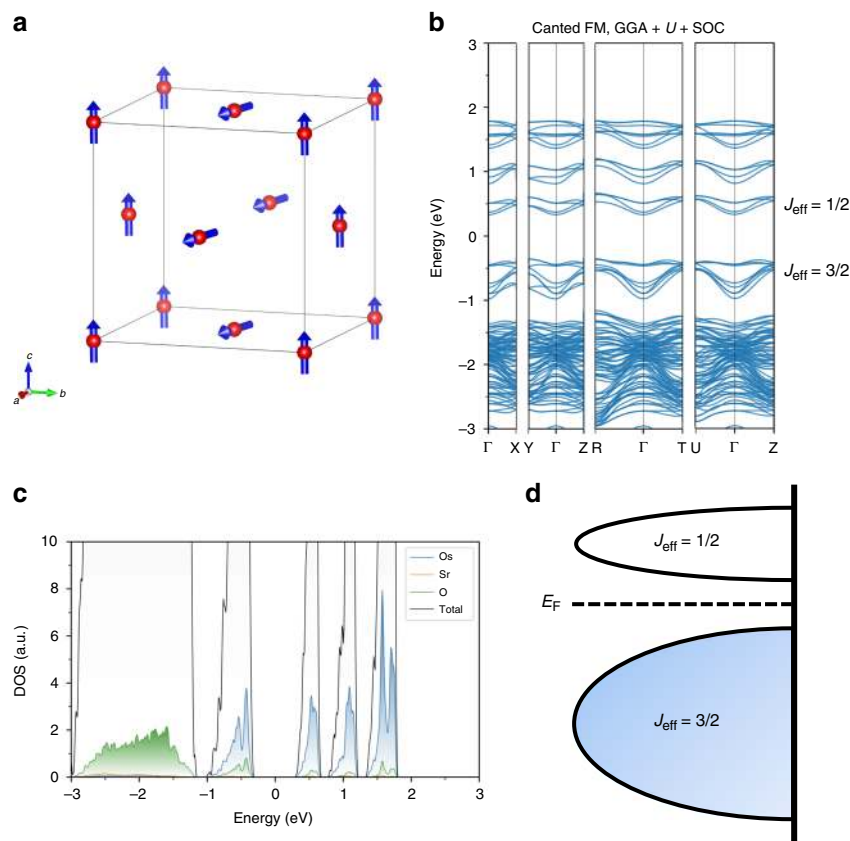 a
c
a
b
b
Canted FM, GGA + U + SOC
Energy (eV)
3
2
1
0
−1
−2
−3
Γ X Y Γ Z R Γ T U Γ Z
J_eff = 1/2
J_eff = 3/2
c
DOS (a.u.)
10
8
6
4
2
0
−3 −2 −1 0 1 2 3
Energy (eV)
Os
Sr
O
Total
d
J_eff = 1/2
E_F
J_eff = 3/2